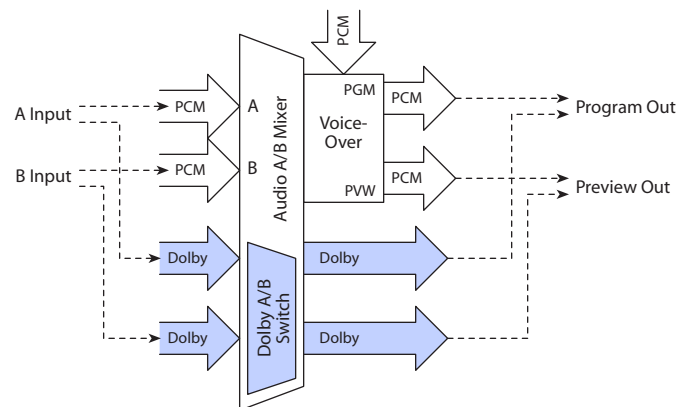 PCM
PGM
PCM
PCM
A
A Input
Program Out
Audio A/B Mixer
Voice-
Over
PCM
B
B Input
PVW
PCM
Preview Out
Dolby
Dolby
Dolby A/B
Switch
Dolby
Dolby